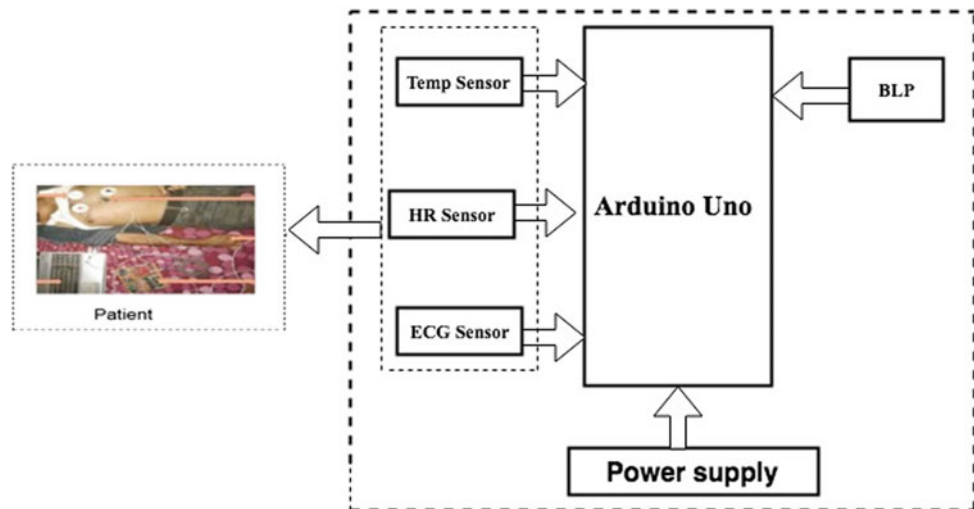 Temp Sensor
BLP
HR Sensor
Arduino Uno
Patient
ECG Sensor
Power supply